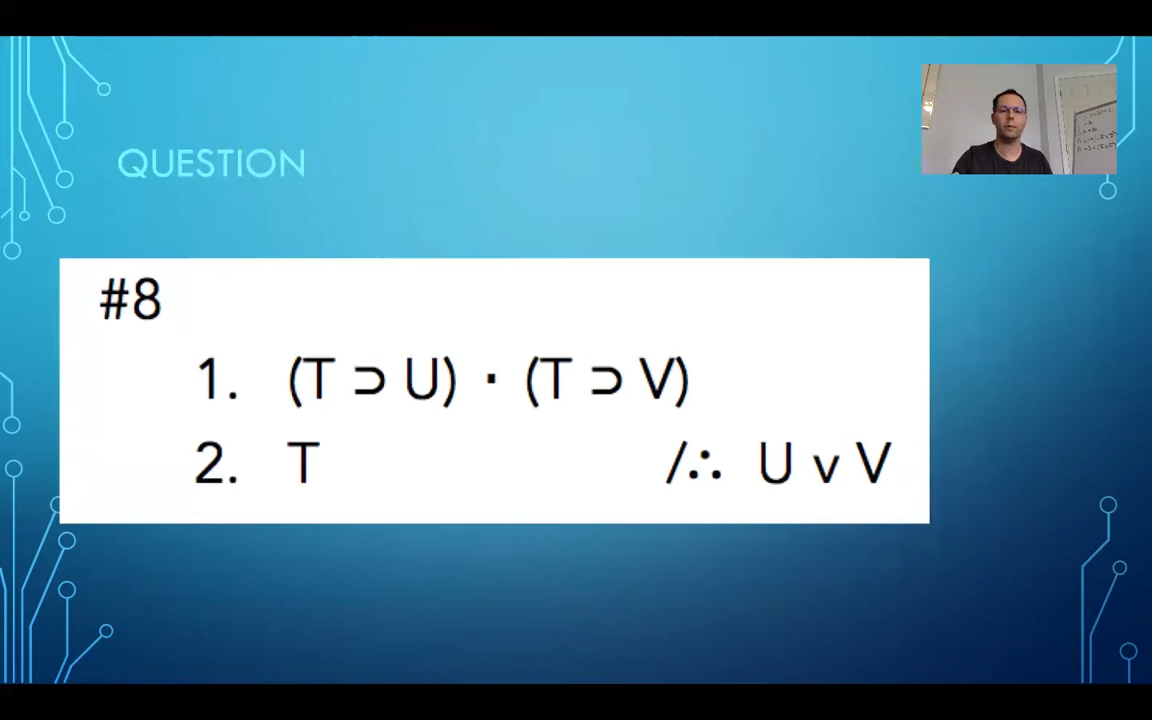 QUESTION
#8
1. (T ⊃ U) · (T ⊃ V)
2. T /∴ U v V